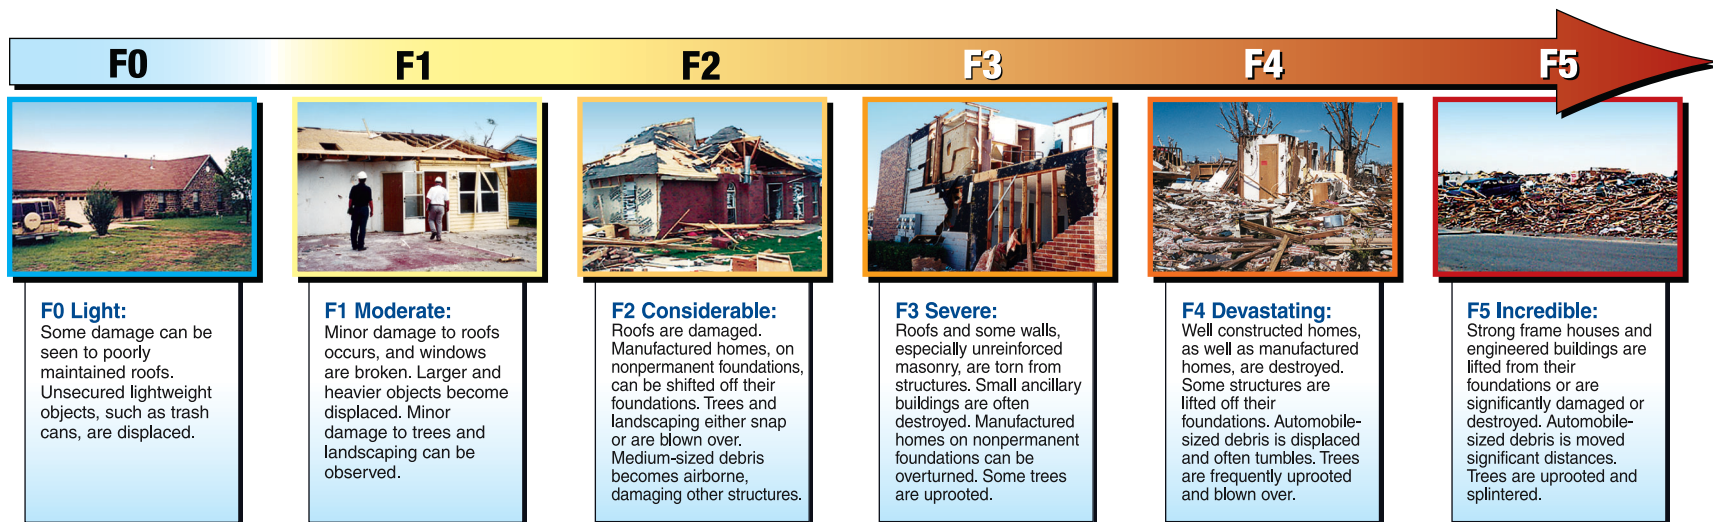 F0
F1
F2
F3
F4
F5
F0 Light:
Some damage can be
seen to poorly
maintained roofs.
Unsecured lightweight
objects, such as trash
cans, are displaced.
F1 Moderate:
Minor damage to roofs
occurs, and windows
are broken. Larger and
heavier objects become
displaced. Minor
damage to trees and
landscaping can be
observed.
F2 Considerable:
Roofs are damaged.
Manufactured homes, on
nonpermanent foundations,
can be shifted off their
foundations. Trees and
landscaping either snap
or are blown over.
Medium-sized debris
becomes airborne,
damaging other structures.
F3 Severe:
Roofs and some walls,
especially unreinforced
masonry, are torn from
structures. Small ancillary
buildings are often
destroyed. Manufactured
homes on nonpermanent
foundations can be
overturned. Some trees
are uprooted.
F4 Devastating:
Well constructed homes,
as well as manufactured
homes, are destroyed.
Some structures are
lifted off their
foundations. Automobile-
sized debris is displaced
and often tumbles. Trees
are frequently uprooted
and blown over.
F5 Incredible:
Strong frame houses and
engineered buildings are
lifted from their
foundations or are
significantly damaged or
destroyed. Automobile-
sized debris is moved
significant distances.
Trees are uprooted and
splintered.